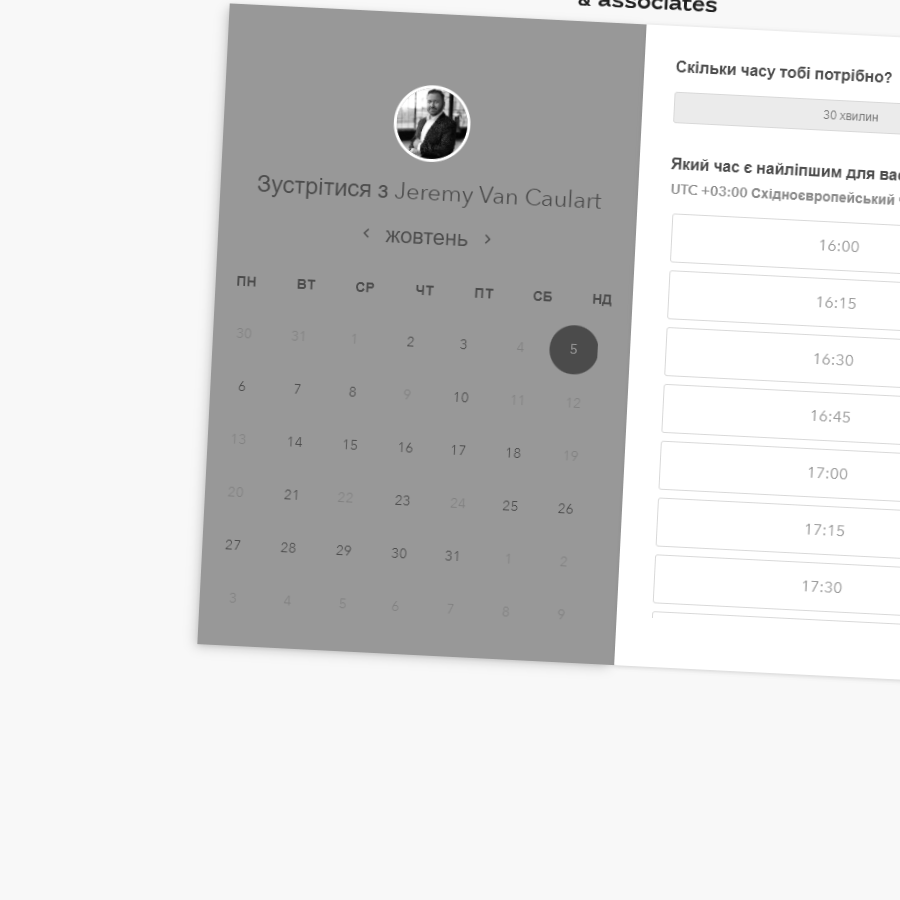 & associates
Зустрітися з Jeremy Van Caulart
‹ жовтень ›
ПН ВТ СР ЧТ ПТ СБ НД
30 31 1 2 3 4 5
6 7 8 9 10 11 12
13 14 15 16 17 18 19
20 21 22 23 24 25 26
27 28 29 30 31 1 2
3 4 5 6 7 8 9
Скільки часу тобі потрібно?
30 хвилин
Який час є найліпшим для
UTC +03:00 Східноєвропейський
16:00
16:15
16:30
16:45
17:00
17:15
17:30